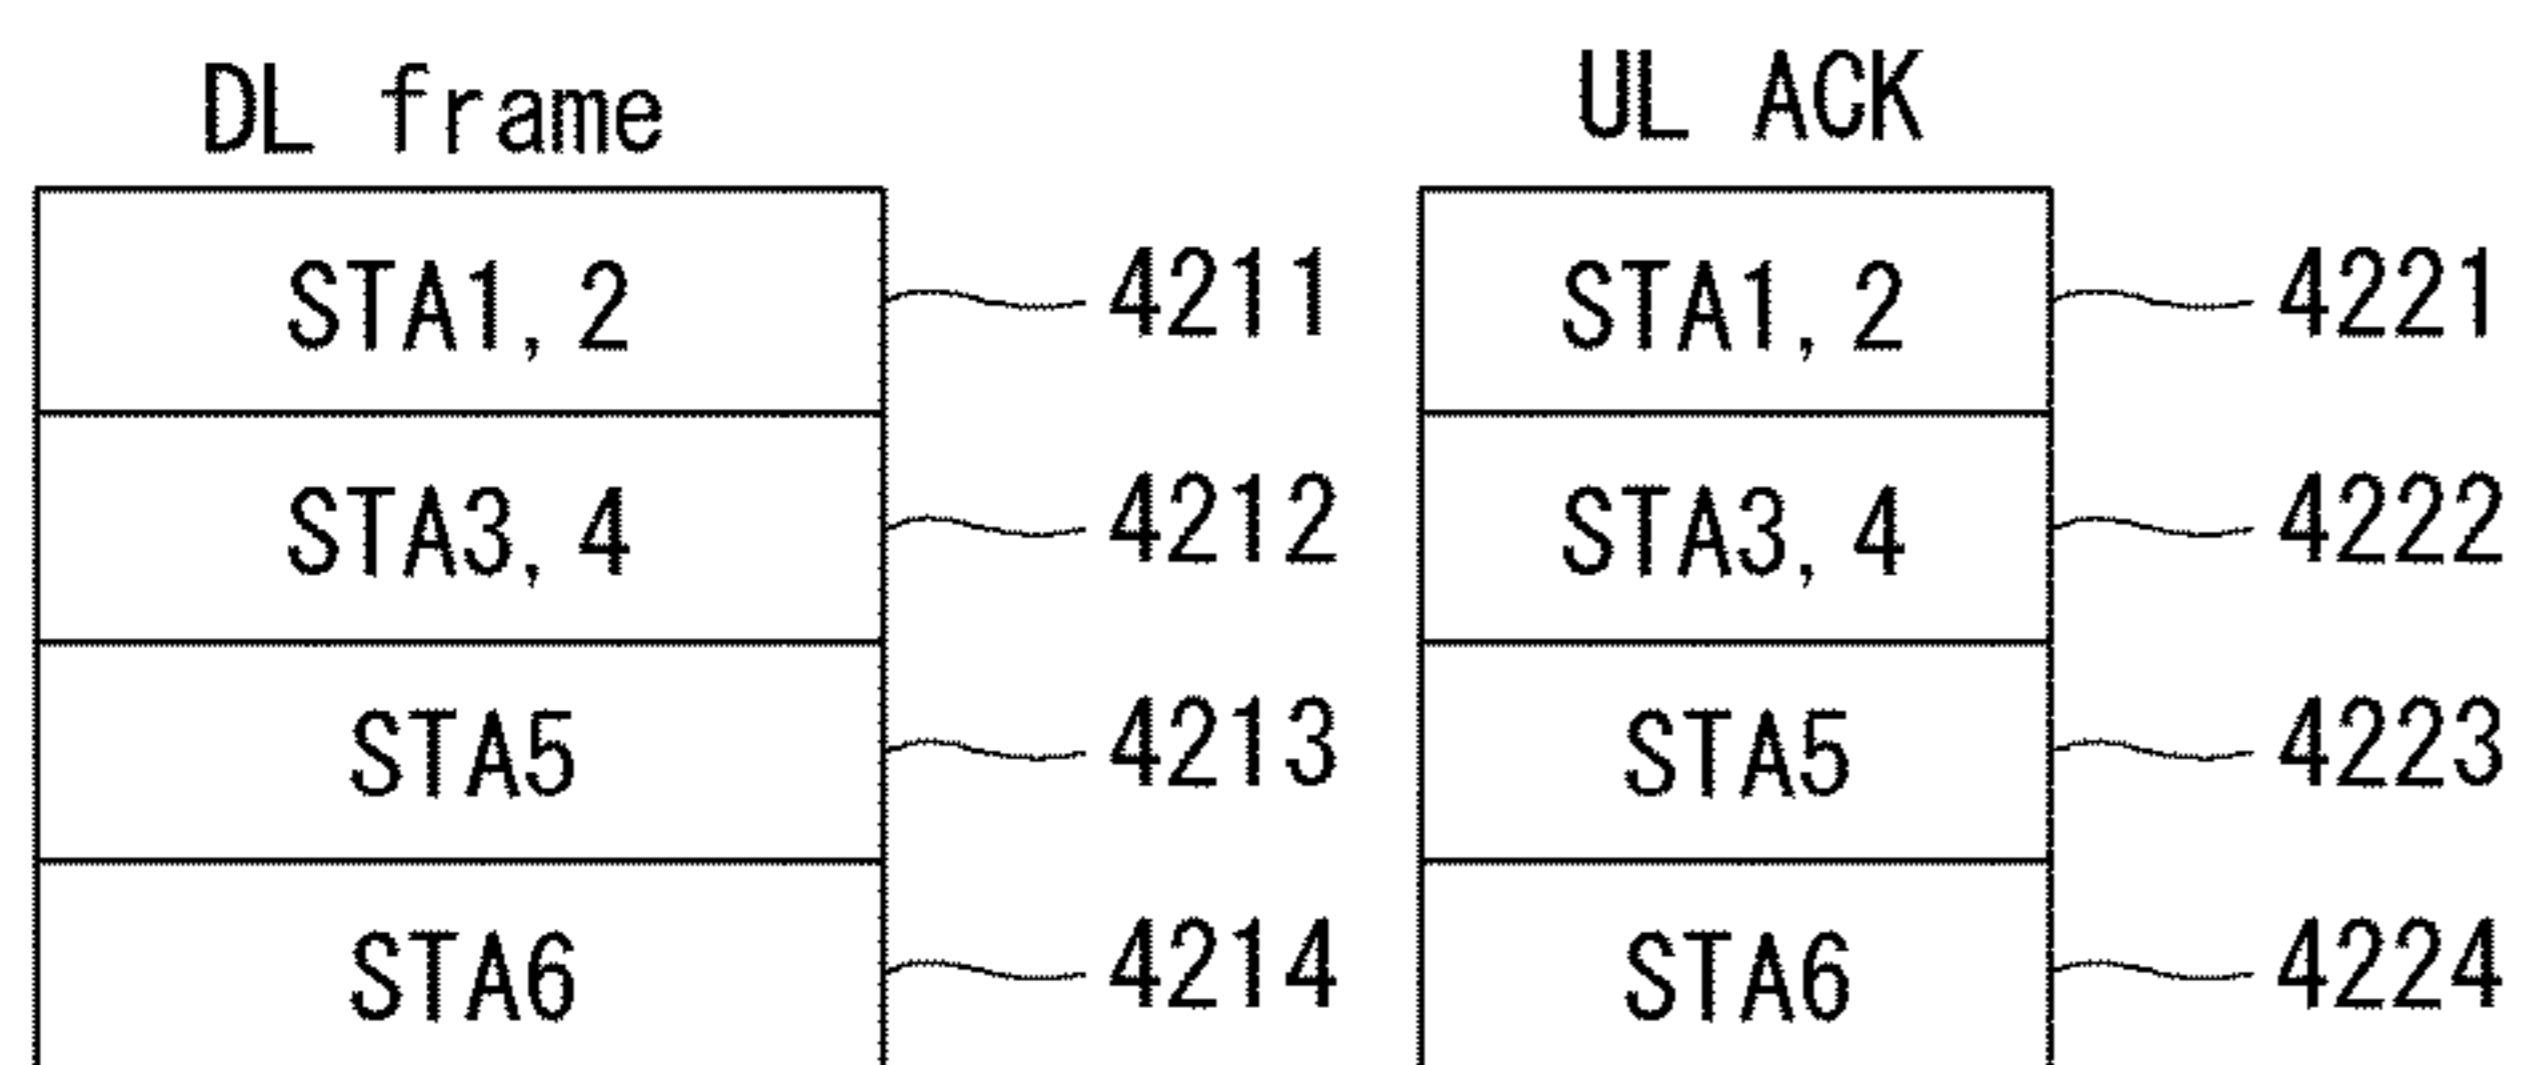 DL frame
UL ACK
STA1, 2
4211
STA1, 2
4221
STA3, 4
4212
STA3, 4
4222
STA5
4213
STA5
4223
STA6
4214
STA6
4224